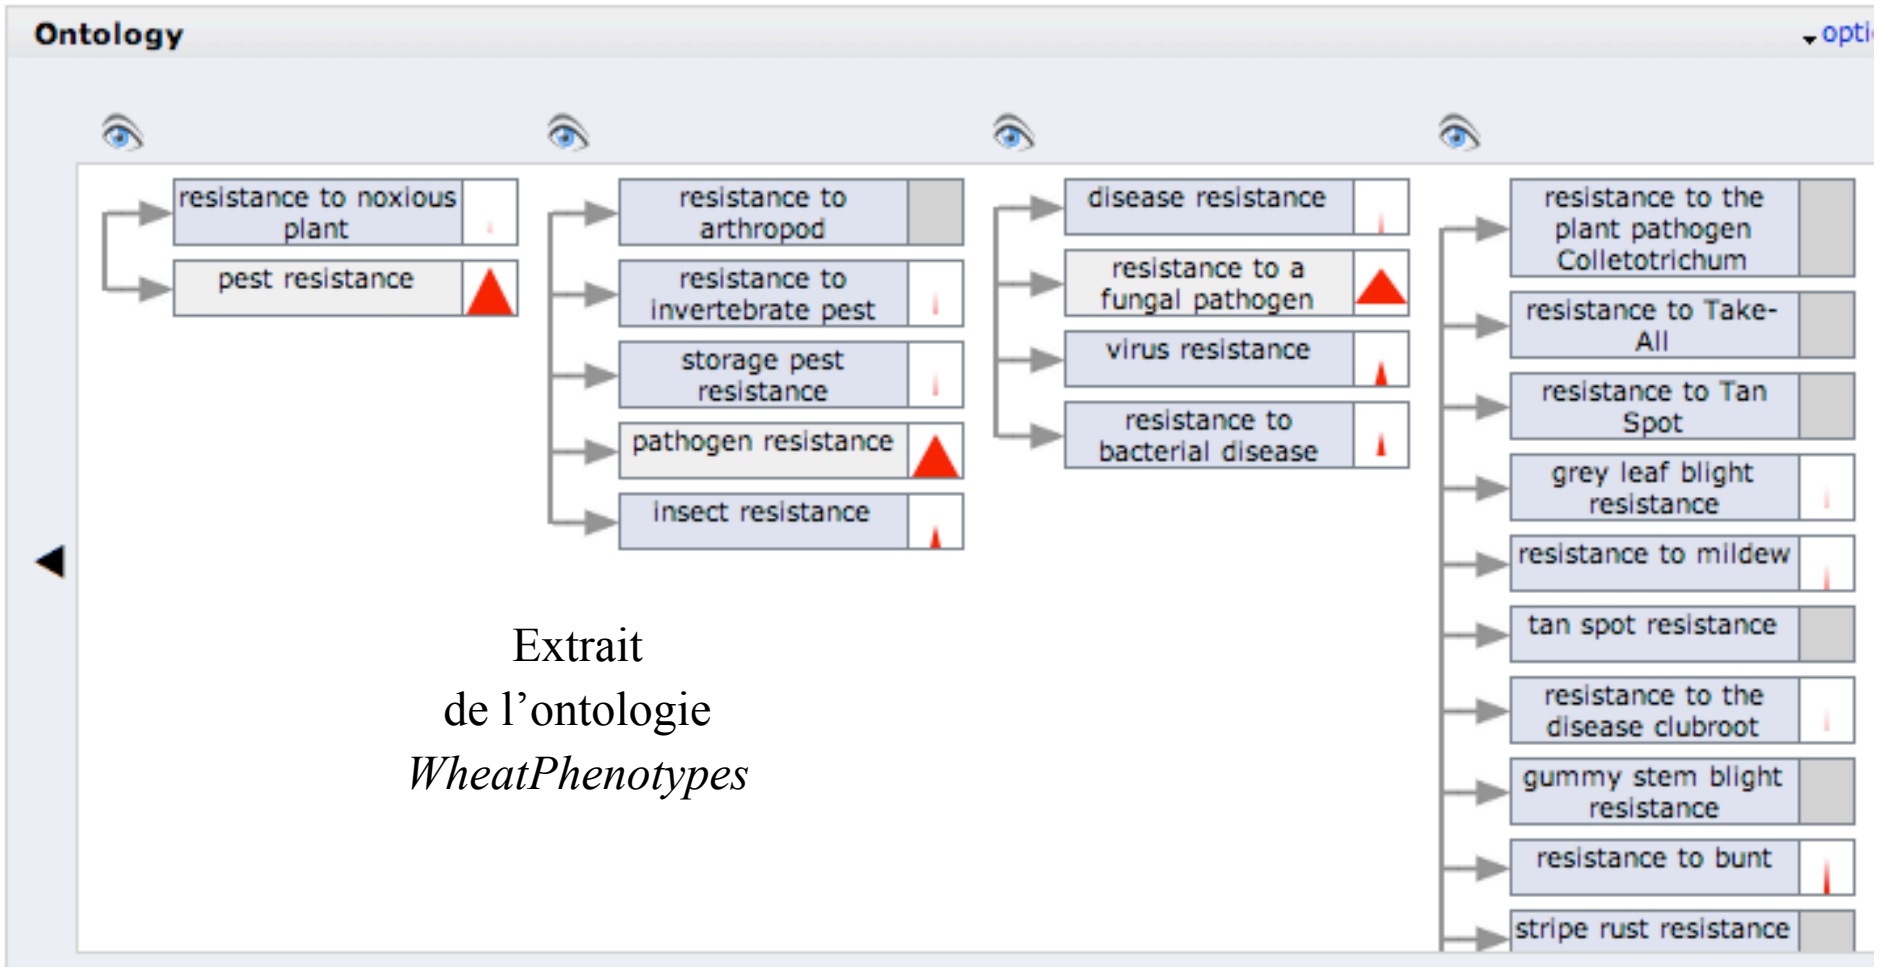 Ontology
opti
resistance to noxious
plant
pest resistance
resistance to
arthropod
resistance to
invertebrate pest
storage pest
resistance
pathogen resistance
insect resistance
disease resistance
resistance to a
fungal pathogen
virus resistance
resistance to
bacterial disease
resistance to the
plant pathogen
Colletotrichum
resistance to Take-
All
resistance to Tan
Spot
grey leaf blight
resistance
resistance to mildew
tan spot resistance
resistance to the
disease clubroot
gummy stem blight
resistance
resistance to bunt
stripe rust resistance
Extrait
de l’ontologie
WheatPhenotypes